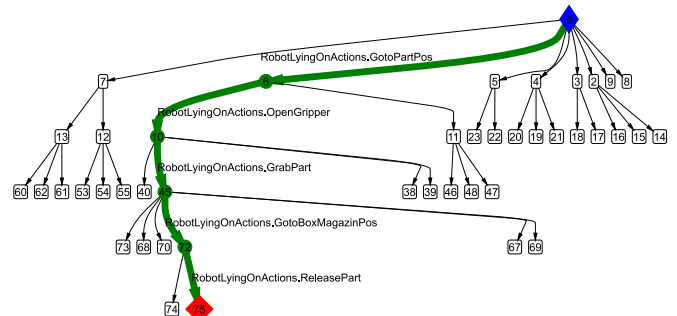 0
RobotLyingOnActions.GotoPartPos
7 6 5 4 3 2 9 8
RobotLyingOnActions.OpenGripper
13 12 10 11 23 22 20 19 21 18 17 16 15 14
RobotLyingOnActions.GrabPart
60 62 61 53 54 55 40 45 38 39 46 48 47
RobotLyingOnActions.GotoBoxMagazinPos
73 68 70 72 67 69
RobotLyingOnActions.ReleasePart
74 75